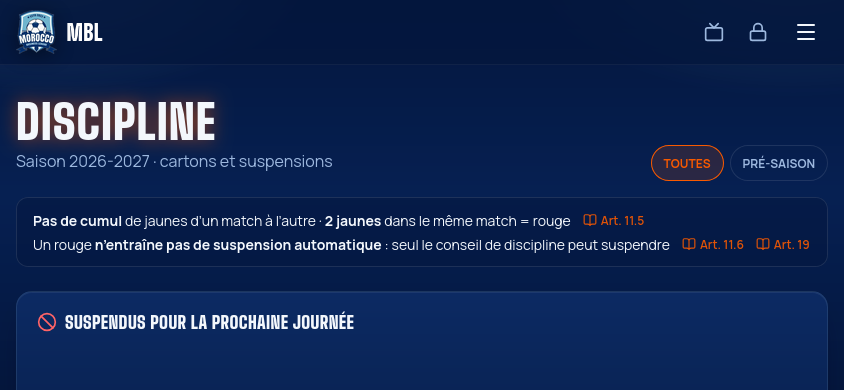 MOROCCO
MBL
DISCIPLINE
Saison 2026-2027 · cartons et suspensions
TOUTES
PRÉ-SAISON
Pas de cumul de jaunes d'un match à l'autre · 2 jaunes dans le même match = rouge Art. 11.5
Un rouge n'entraîne pas de suspension automatique : seul le conseil de discipline peut suspendre Art. 11.6 Art. 19
SUSPENDUS POUR LA PROCHAINE JOURNÉE